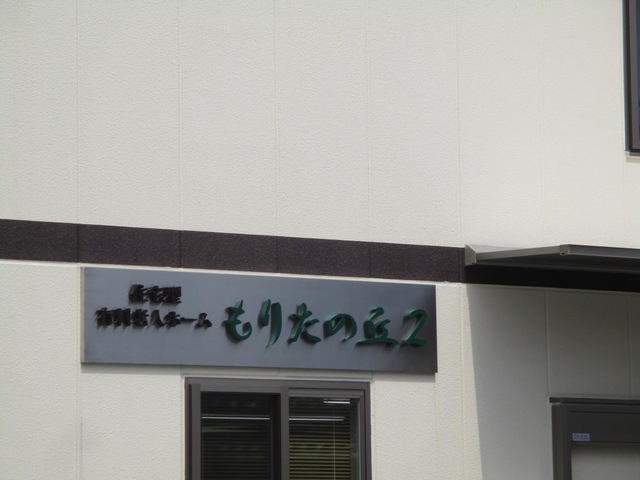 住宅型
有料老人ホーム
もりたの丘2